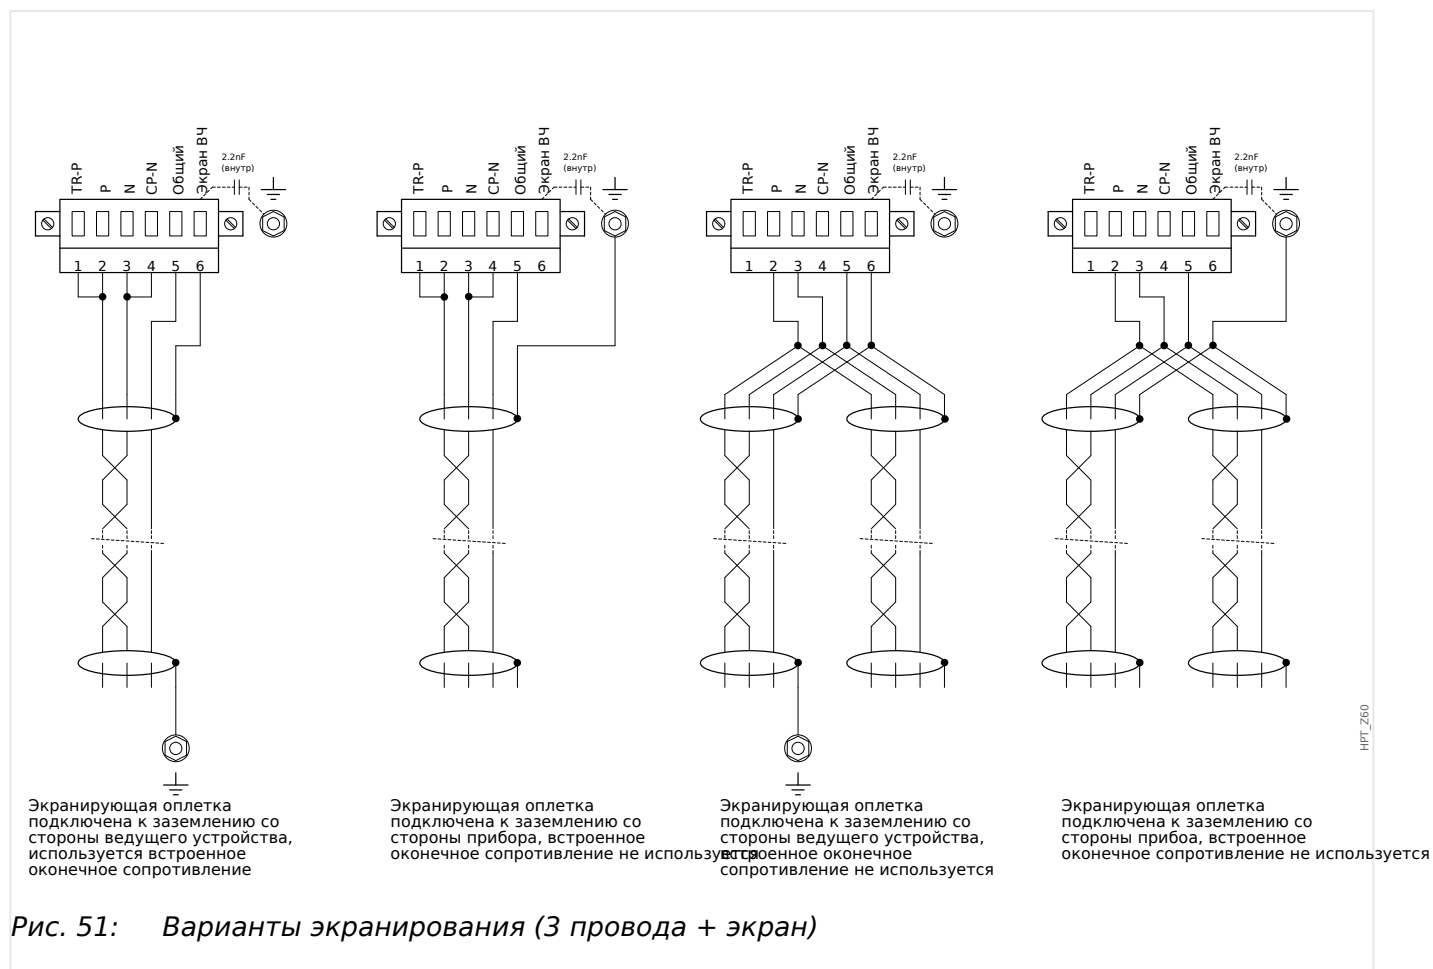 TR-P
P
N
CP-N
Общий
Экран ВЧ
2.2nF
(внутр)
1 2 3 4 5 6
TR-P
P
N
CP-N
Общий
Экран ВЧ
2.2nF
(внутр)
1 2 3 4 5 6
TR-P
P
N
CP-N
Общий
Экран ВЧ
2.2nF
(внутр)
1 2 3 4 5 6
TR-P
P
N
CP-N
Общий
Экран ВЧ
2.2nF
(внутр)
1 2 3 4 5 6
HPT_Z60
Экранирующая оплетка
подключена к заземлению со
стороны ведущего устройства,
используется встроенное
оконечное сопротивление
Экранирующая оплетка
подключена к заземлению со
стороны прибора, встроенное
оконечное сопротивление не используется
Экранирующая оплетка
подключена к заземлению со
стороны ведущего устройства,
встроенное оконечное
сопротивление не используется
Экранирующая оплетка
подключена к заземлению со
стороны прибоа, встроенное
оконечное сопротивление не используется
Рис. 51: Варианты экранирования (3 провода + экран)